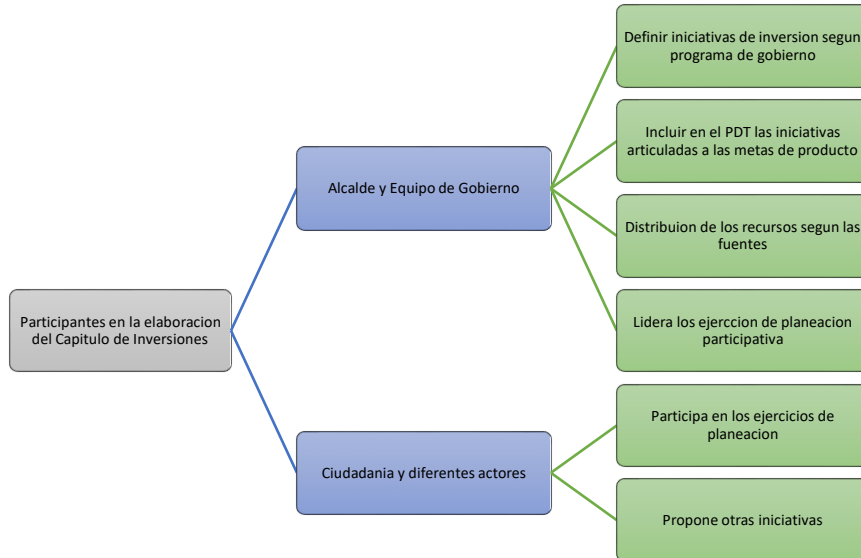 Definir iniciativas de inversion segun
programa de gobierno
Incluir en el PDT las iniciativas
articuladas a las metas de producto
Alcalde y Equipo de Gobierno
Distribuion de los recursos segun las
fuentes
Participantes en la elaboracion
del Capitulo de Inversiones
Lidera los ejerccion de planeacion
participativa
Participa en los ejercicios de
planeacion
Ciudadania y diferentes actores
Propone otras iniciativas